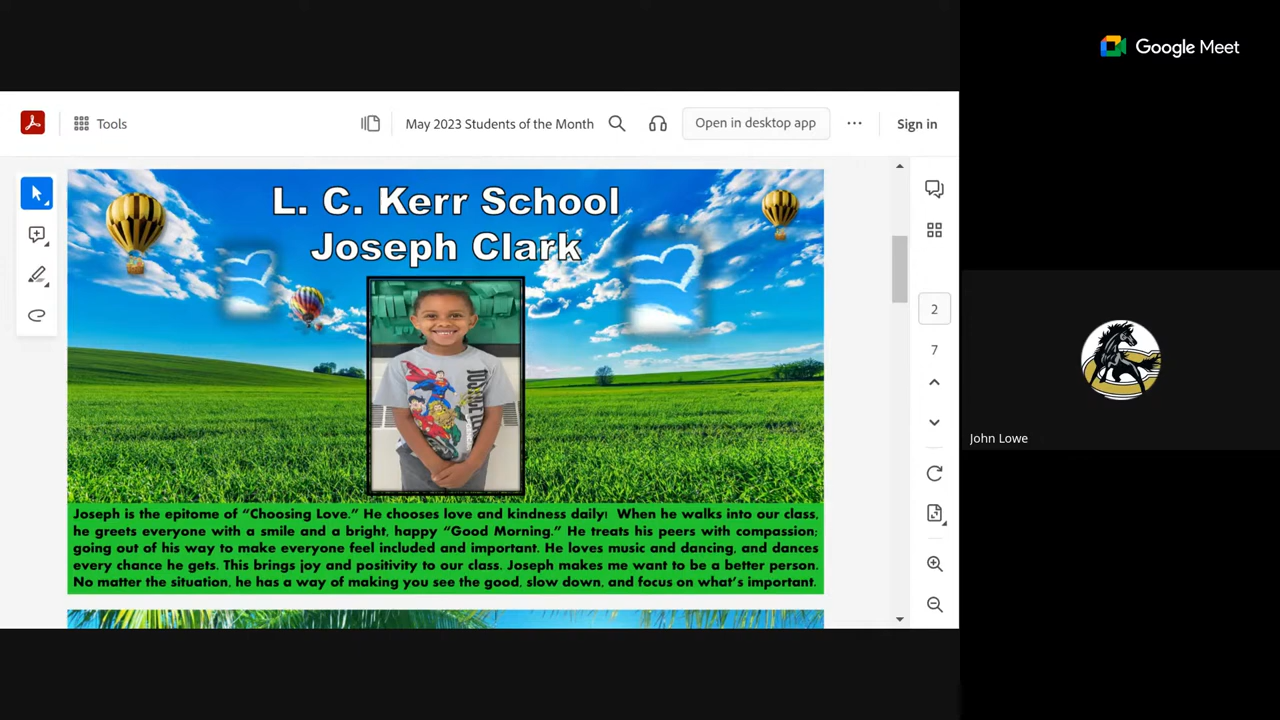 Google Meet
Tools
May 2023 Students of the Month
Open in desktop app
Sign in
L. C. Kerr School
Joseph Clark
2
7
John Lowe
Joseph is the epitome of “Choosing Love.” He chooses love and kindness daily! When he walks into our class,
he greets everyone with a smile and a bright, happy “Good Morning.” He treats his peers with compassion;
going out of his way to make everyone feel included and important. He loves music and dancing, and dances
every chance he gets. This brings joy and positivity to our class. Joseph makes me want to be a better person.
No matter the situation, he has a way of making you see the good, slow down, and focus on what’s important.